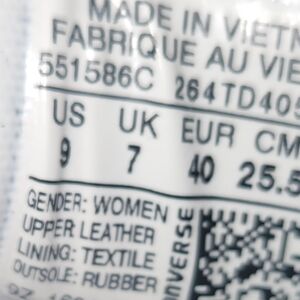 MADE IN VIETN
FABRIQUE AU VIE
551586C 264TD40
US UK EUR CM
9 7 40 25.5
GENDER: WOMEN
UPPER: LEATHER
LINING: TEXTILE
OUTSOLE: RUBBER
ONVERSE